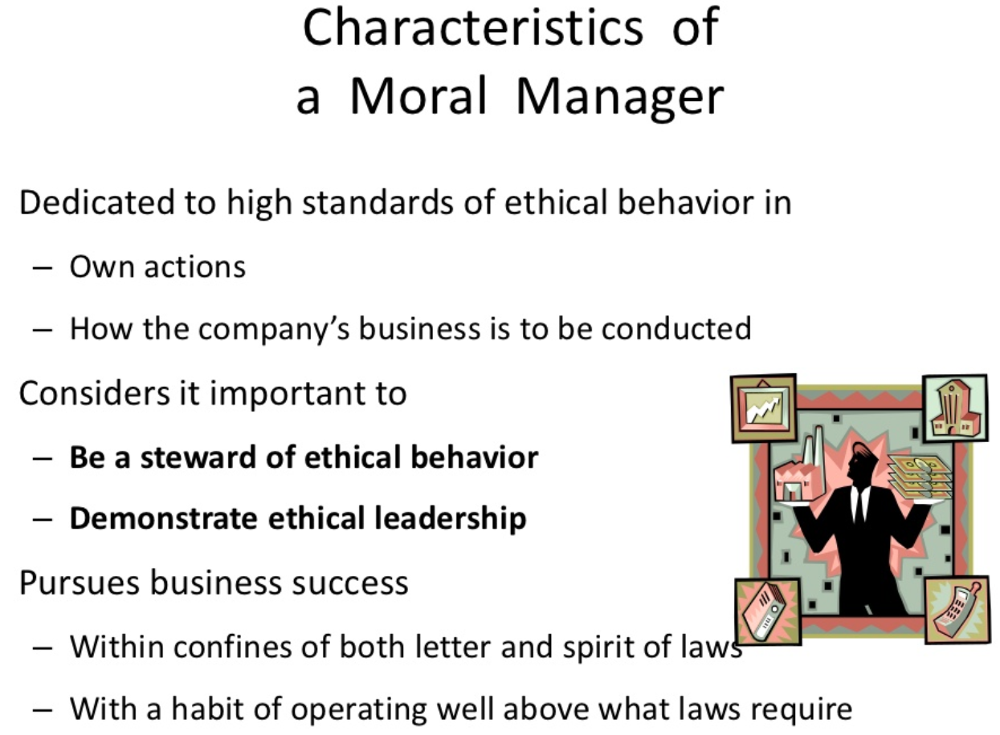 Characteristics of
a Moral Manager
Dedicated to high standards of ethical behavior in
– Own actions
– How the company’s business is to be conducted
Considers it important to
– Be a steward of ethical behavior
– Demonstrate ethical leadership
Pursues business success
– Within confines of both letter and spirit of laws
– With a habit of operating well above what laws require